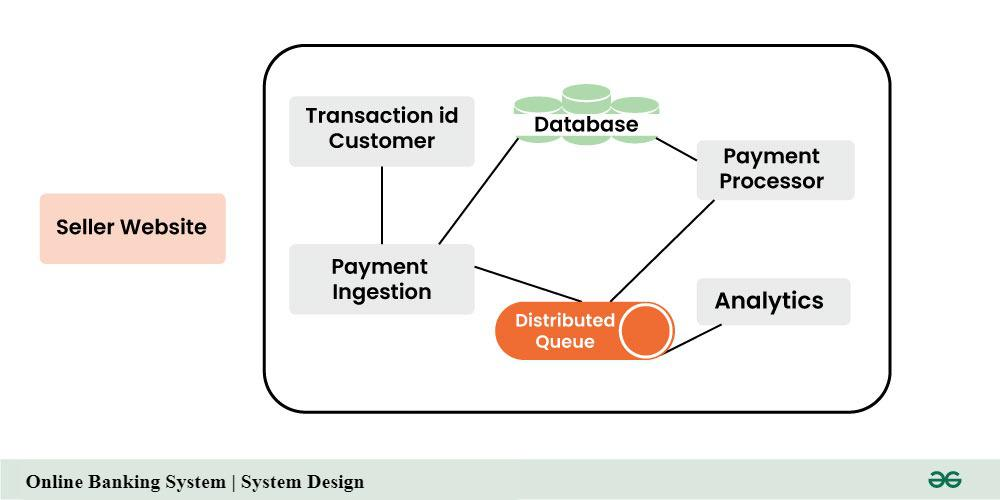 Transaction id
Customer
Database
Payment
Processor
Seller Website
Payment
Ingestion
Distributed
Queue
Analytics
Online Banking System | System Design